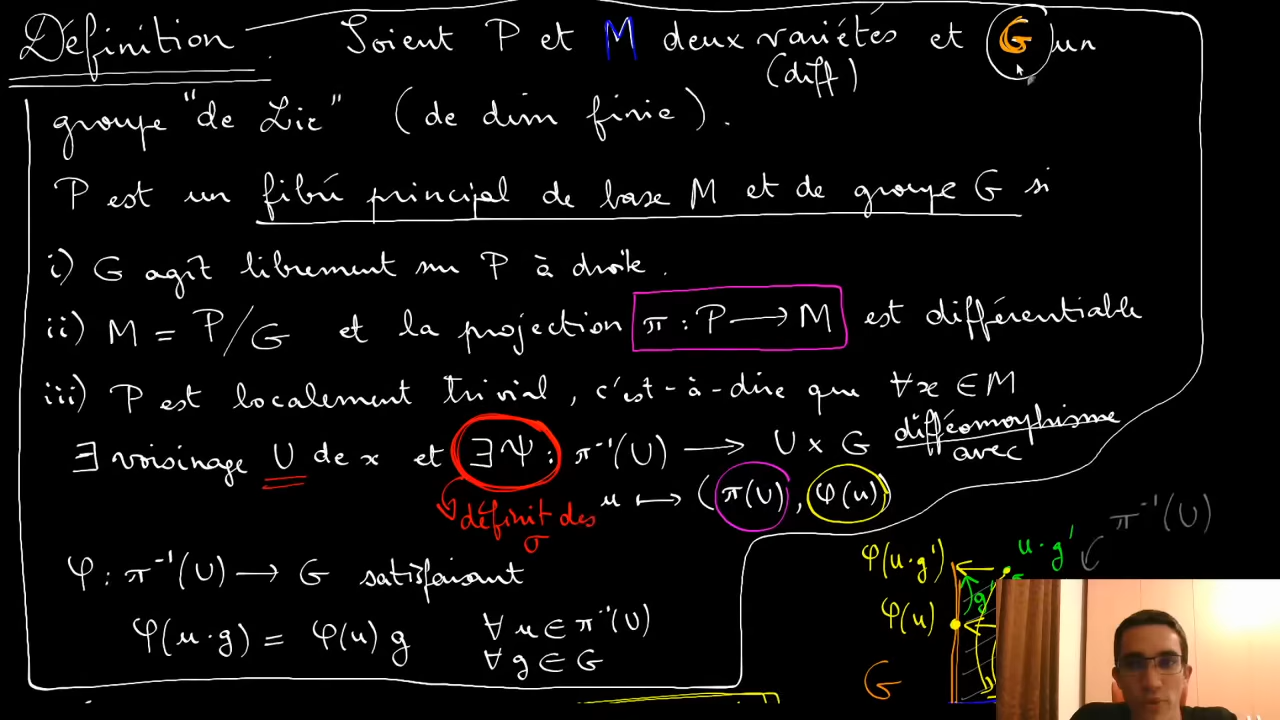 Définition. Soient P et M deux variétés et G un
(diff)
groupe "de Lie" (de dim finie).
P est un fibré principal de base M et de groupe G si
i) G agit librement sur P à droite.
ii) M = P/G et la projection π : P ⟶ M est différentiable
iii) P est localement trivial, c'est-à-dire que ∀x ∈ M
∃ voisinage U de x et ∃Ψ : π⁻¹(U) ⟶ U × G difféomorphisme
avec
u ⟼ (π(U), φ(u))
définit des
σ
φ : π⁻¹(U) ⟶ G satisfaisant
φ(u·g) = φ(u) g ∀ u ∈ π⁻¹(U)
∀ g ∈ G
π⁻¹(U)
φ(u·g') u·g'
φ(u) g'
G